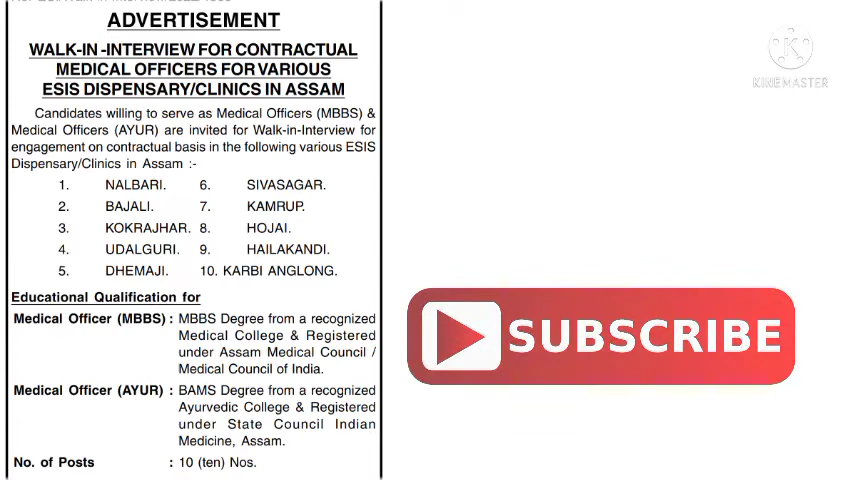 ADVERTISEMENT
WALK-IN -INTERVIEW FOR CONTRACTUAL
MEDICAL OFFICERS FOR VARIOUS
ESIS DISPENSARY/CLINICS IN ASSAM
Candidates willing to serve as Medical Officers (MBBS) &
Medical Officers (AYUR) are invited for Walk-in-Interview for
engagement on contractual basis in the following various ESIS
Dispensary/Clinics in Assam :-
1. NALBARI. 6. SIVASAGAR.
2. BAJALI. 7. KAMRUP.
3. KOKRAJHAR. 8. HOJAI.
4. UDALGURI. 9. HAILAKANDI.
5. DHEMAJI. 10. KARBI ANGLONG.
Educational Qualification for
Medical Officer (MBBS) : MBBS Degree from a recognized
Medical College & Registered
under Assam Medical Council /
Medical Council of India.
Medical Officer (AYUR) : BAMS Degree from a recognized
Ayurvedic College & Registered
under State Council Indian
Medicine, Assam.
No. of Posts : 10 (ten) Nos.
K
KINEMASTER
SUBSCRIBE